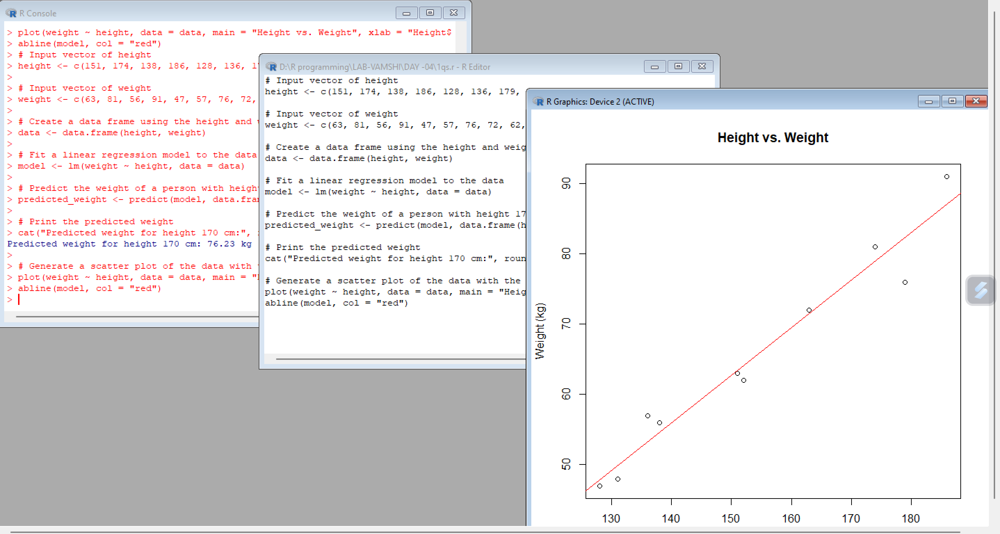 R Console
> plot(weight ~ height, data = data, main = "Height vs. Weight", xlab = "Height$
> abline(model, col = "red")
> # Input vector of height
> height <- c(151, 174, 138, 186, 128, 136,
>
> # Input vector of weight
> weight <- c(63, 81, 56, 91, 47, 57, 76, 72,
>
> # Create a data frame using the height and
> data <- data.frame(height, weight)
>
> # Fit a linear regression model to the data
> model <- lm(weight ~ height, data = data)
>
> # Predict the weight of a person with
> predicted_weight <- predict(model,
>
> # Print the predicted weight
> cat("Predicted weight for height 170 cm:",
Predicted weight for height 170 cm: 76.23 kg
>
> # Generate a scatter plot of the data with
> plot(weight ~ height, data = data, main =
> abline(model, col = "red")
>
D:\R programming\LAB-VAMSHI\DAY -04\1qs.r - R Editor
# Input vector of height
height <- c(151, 174, 138, 186, 128, 136, 179,
# Input vector of weight
weight <- c(63, 81, 56, 91, 47, 57, 76, 72, 62,
# Create a data frame using the height and
data <- data.frame(height, weight)
# Fit a linear regression model to the data
model <- lm(weight ~ height, data = data)
# Predict the weight of a person with height
predicted_weight <- predict(model,
# Print the predicted weight
cat("Predicted weight for height 170 cm:",
# Generate a scatter plot of the data with the
plot(weight ~ height, data = data, main =
abline(model, col = "red")
R Graphics: Device 2 (ACTIVE)
Height vs. Weight
Weight (kg)
90
80
70
60
50
130 140 150 160 170 180